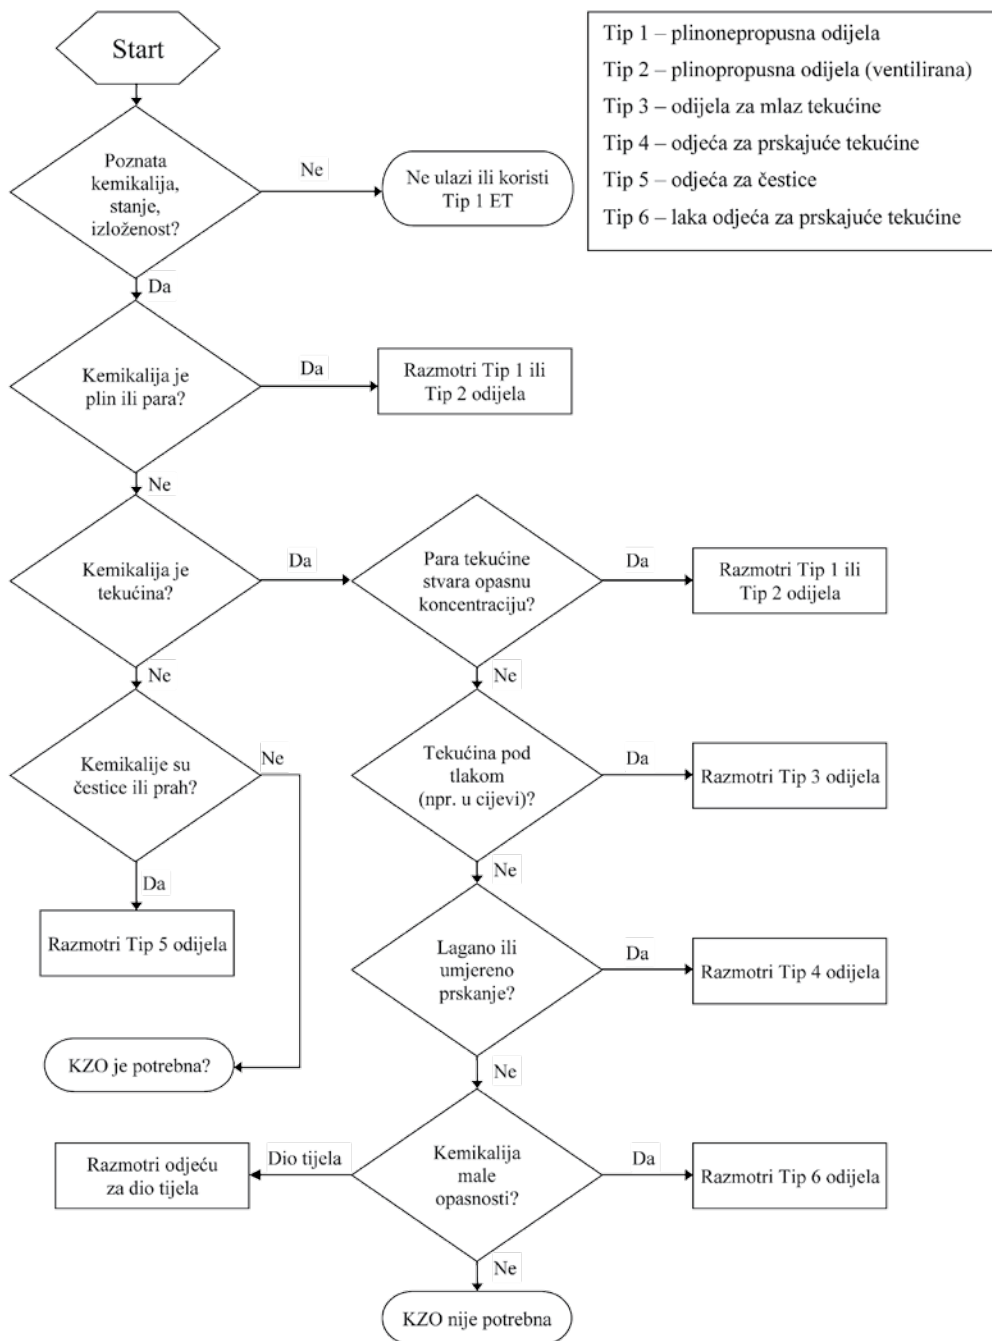 Start
Tip 1 – plinonepropusna odijela
Tip 2 – plinopropusna odijela (ventilirana)
Tip 3 – odijela za mlaz tekućine
Tip 4 – odjeća za prskajuće tekućine
Tip 5 – odjeća za čestice
Tip 6 – laka odjeća za prskajuće tekućine
Poznata
kemikalija,
stanje,
izloženost?
Ne
Ne ulazi ili koristi
Tip 1 ET
Da
Kemikalija je
plin ili para?
Da
Razmotri Tip 1 ili
Tip 2 odijela
Ne
Kemikalija je
tekućina?
Da
Para tekućine
stvara opasnu
koncentraciju?
Da
Razmotri Tip 1 ili
Tip 2 odijela
Ne
Ne
Kemikalije su
čestice ili prah?
Ne
Tekućina pod
tlakom
(npr. u cijevi)?
Da
Razmotri Tip 3 odijela
Da
Ne
Razmotri Tip 5 odijela
Lagano ili
umjereno
prskanje?
Da
Razmotri Tip 4 odijela
KZO je potrebna?
Ne
Razmotri odjeću
za dio tijela
Dio tijela
Kemikalija
male
opasnosti?
Da
Razmotri Tip 6 odijela
Ne
KZO nije potrebna